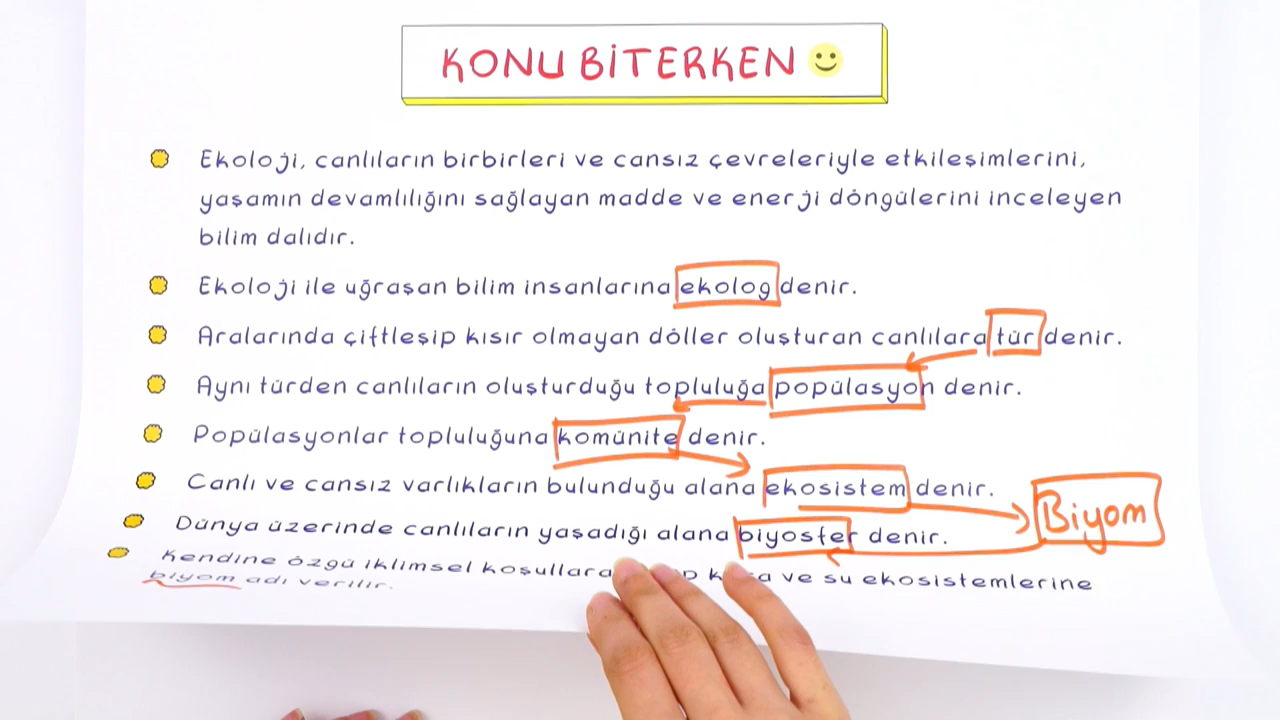 KONU BİTERKEN
Ekoloji, canlıların birbirleri ve cansız çevreleriyle etkileşimlerini,
yaşamın devamlılığını sağlayan madde ve enerji döngülerini inceleyen
bilim dalıdır.
Ekoloji ile uğraşan bilim insanlarına ekolog denir.
Aralarında çiftleşip kısır olmayan döller oluşturan canlılara tür denir.
Aynı türden canlıların oluşturduğu topluluğa popülasyon denir.
Popülasyonlar topluluğuna komünite denir.
Canlı ve cansız varlıkların bulunduğu alana ekosistem denir.
Biyom
Dünya üzerinde canlıların yaşadığı alana biyosfer denir.
Kendine özgü iklimsel koşullara ve su ekosistemlerine
biyom adı verilir.